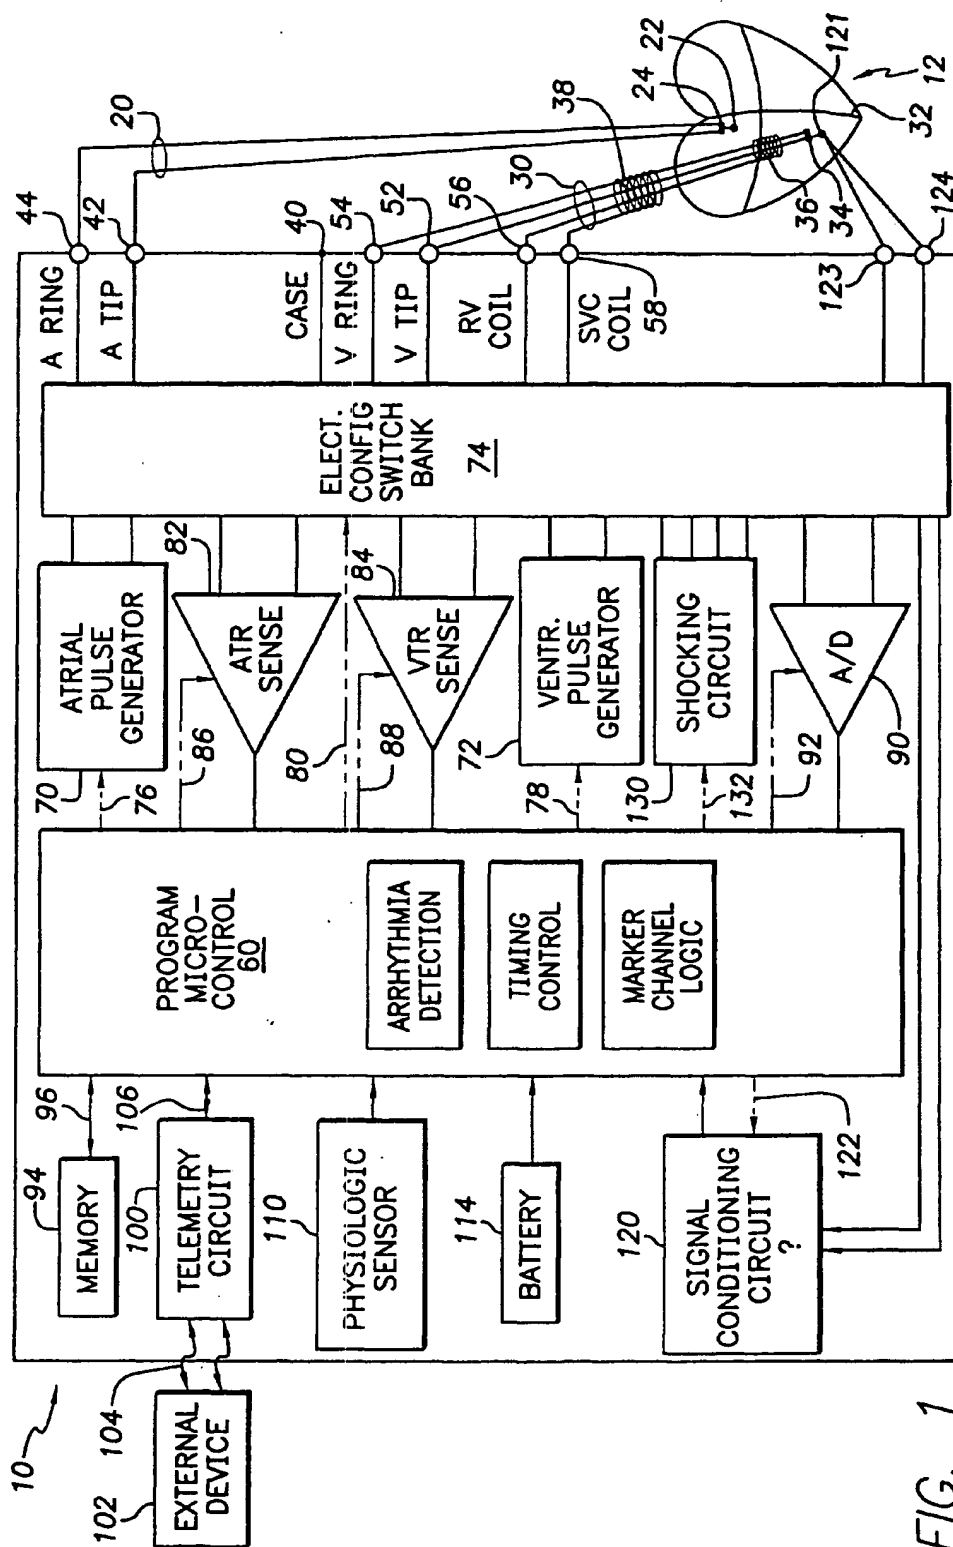 10
102
EXTERNAL
DEVICE
104
94
MEMORY
96
100
TELEMETRY
CIRCUIT
106
110
PHYSIOLOGIC
SENSOR
114
BATTERY
120
SIGNAL
CONDITIONING
CIRCUIT
?
122
PROGRAM
MICRO-
CONTROL
60
ARRHYTHMIA
DETECTION
TIMING
CONTROL
MARKER
CHANNEL
LOGIC
70
ATRIAL
PULSE
GENERATOR
76
82
ATR
SENSE
86
80
84
VTR
SENSE
88
72
VENTR.
PULSE
GENERATOR
78
130
SHOCKING
CIRCUIT
132
A/D
92
90
ELECT.
CONFIG
SWITCH
BANK
74
A RING
44
A TIP
42
CASE
40
V RING
54
V TIP
52
RV
COIL
56
SVC
COIL
58
123
124
20
30
38
24
22
36
34
121
32
12
FIG. 1